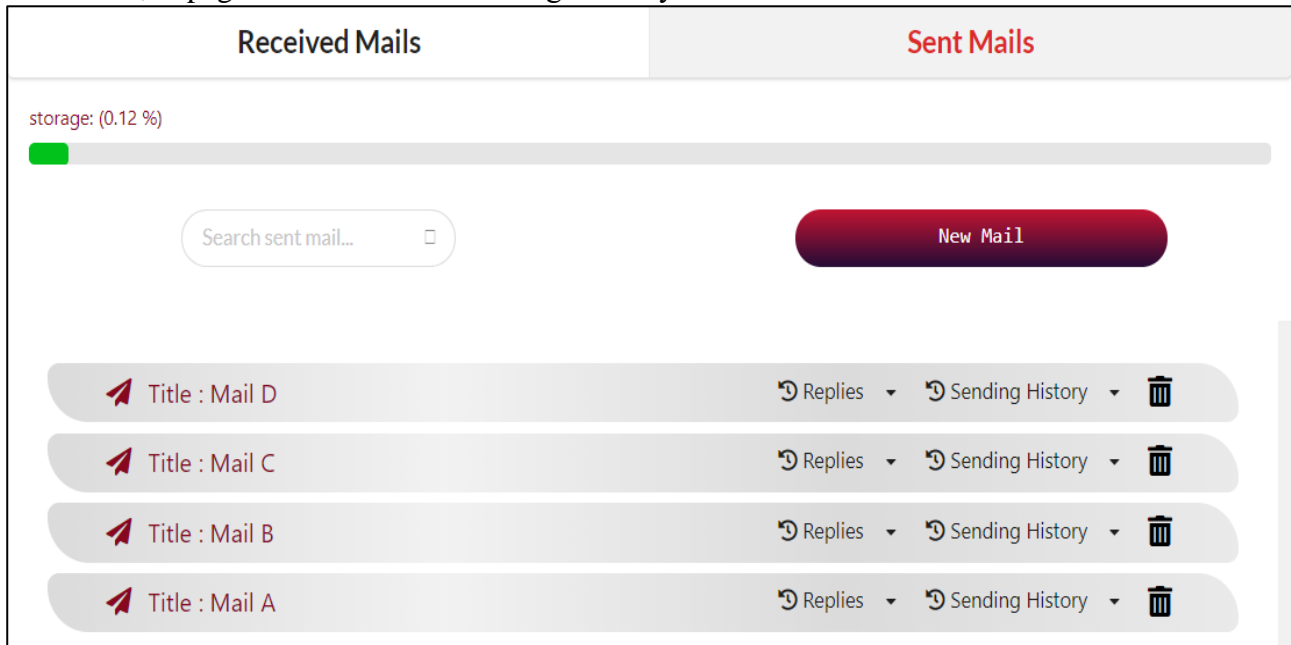 Received Mails
Sent Mails
storage: (0.12 %)
Search sent mail...
New Mail
Title : Mail D Replies Sending History
Title : Mail C Replies Sending History
Title : Mail B Replies Sending History
Title : Mail A Replies Sending History